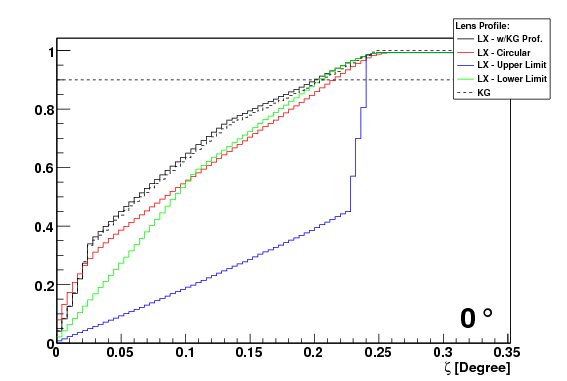 Lens Profile:
LX - w/KG Prof.
LX - Circular
LX - Upper Limit
LX - Lower Limit
KG
1
0.8
0.6
0.4
0.2
0
0 0.05 0.1 0.15 0.2 0.25 0.3 0.35
0°
ζ [Degree]